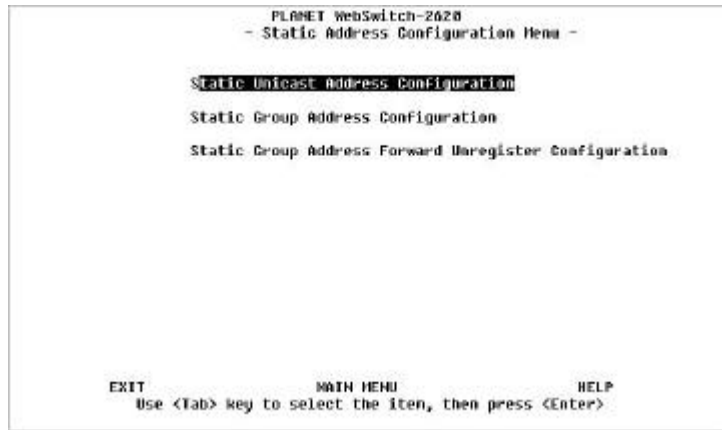 PLANET WebSwitch-2620
- Static Address Configuration Menu -
Static Unicast Address Configuration
Static Group Address Configuration
Static Group Address Forward Unregister Configuration
EXIT MAIN MENU HELP
Use <Tab> key to select the item, then press <Enter>